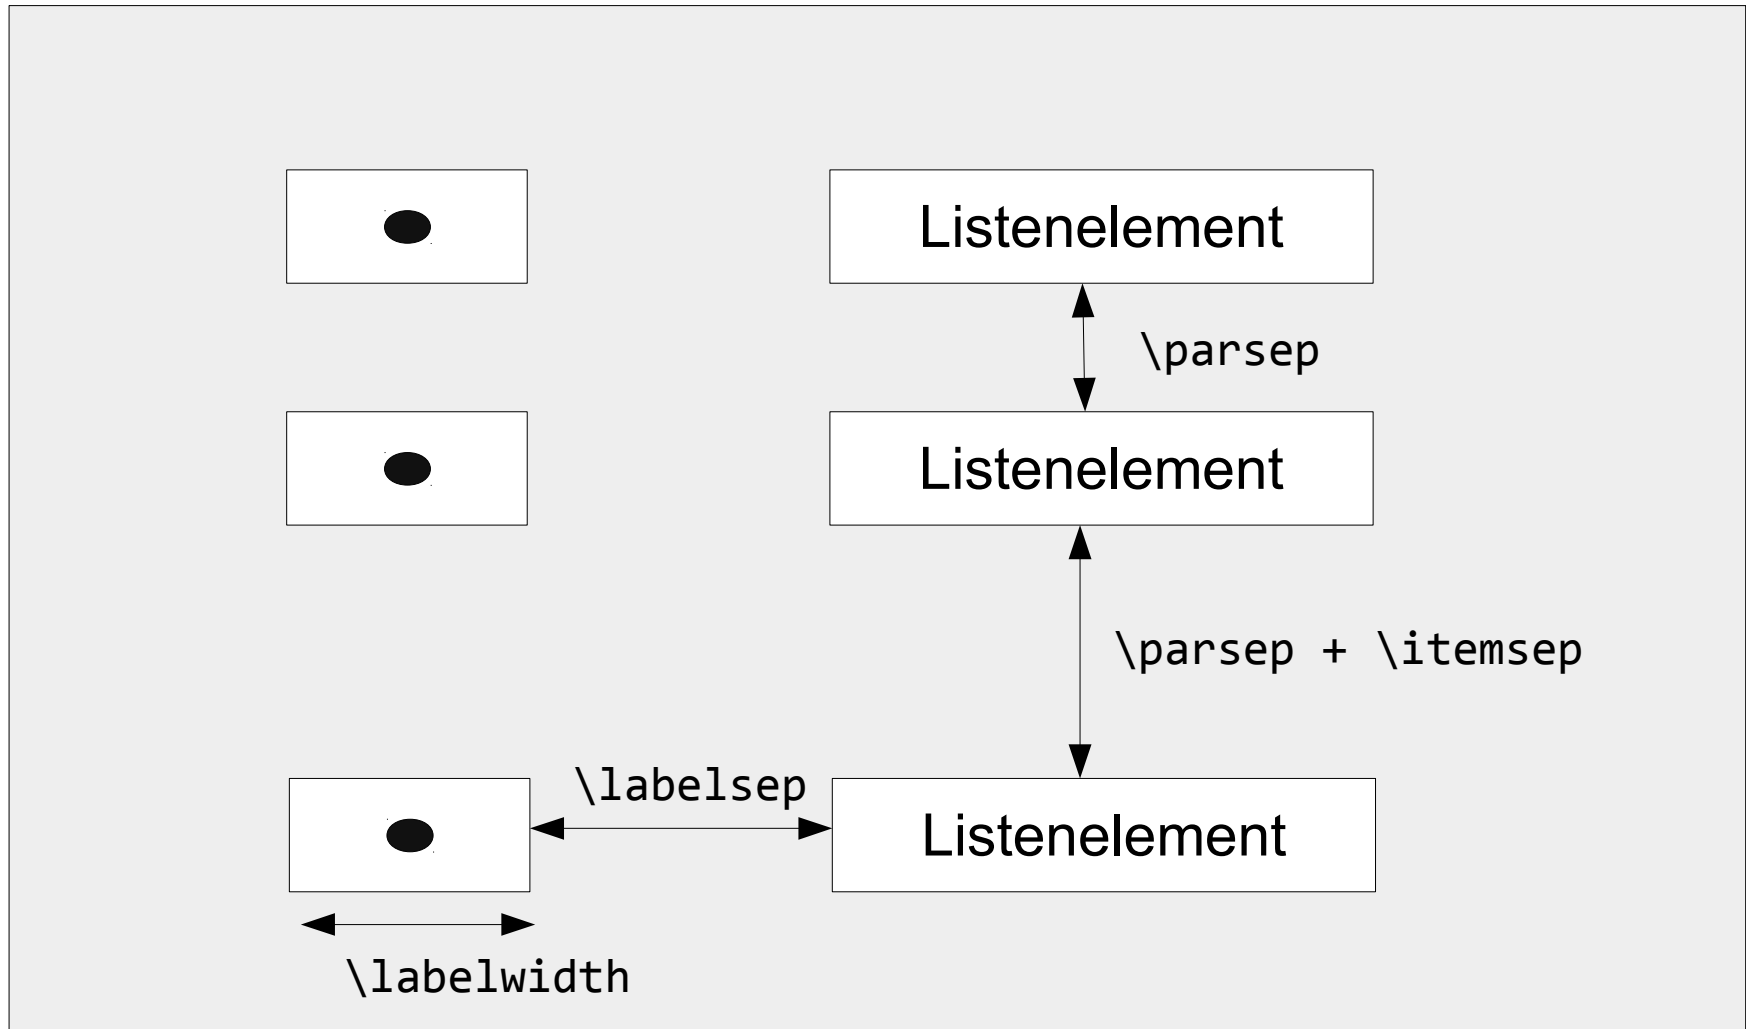 Listenelement
\parsep
Listenelement
\parsep + \itemsep
\labelsep
Listenelement
\labelwidth